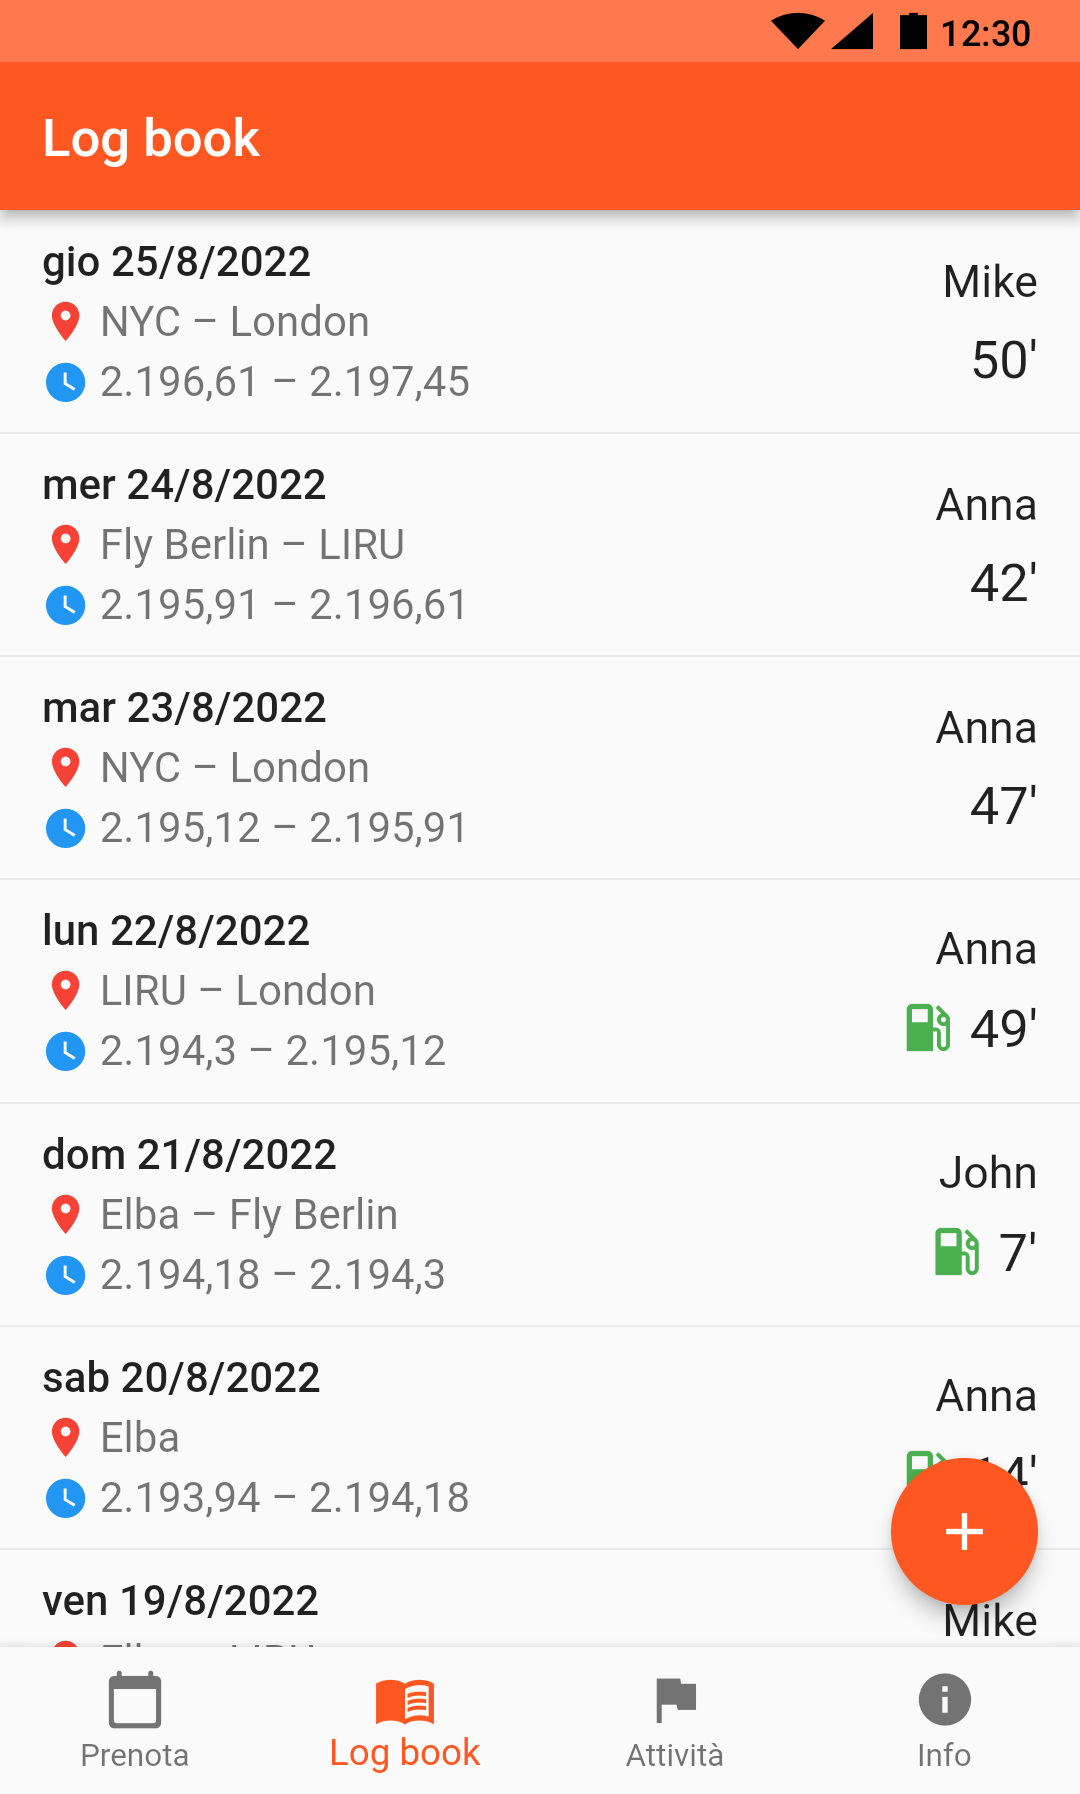 12:30
Log book
gio 25/8/2022
Mike
NYC – London
50'
2.196,61 – 2.197,45
mer 24/8/2022
Anna
Fly Berlin – LIRU
42'
2.195,91 – 2.196,61
mar 23/8/2022
Anna
NYC – London
47'
2.195,12 – 2.195,91
lun 22/8/2022
Anna
LIRU – London
49'
2.194,3 – 2.195,12
dom 21/8/2022
John
Elba – Fly Berlin
7'
2.194,18 – 2.194,3
sab 20/8/2022
Anna
Elba
2.193,94 – 2.194,18
ven 19/8/2022
Mike
Prenota
Log book
Attività
Info